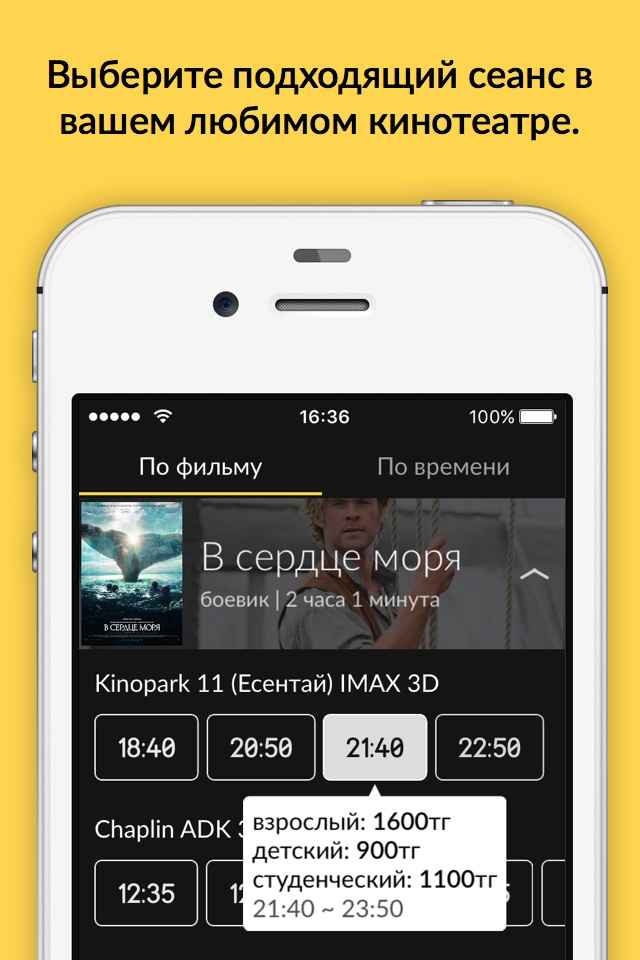 Выберите подходящий сеанс в
вашем любимом кинотеатре.
16:36
100%
По фильму
По времени
В сердце моря
боевик | 2 часа 1 минута
В СЕРДЦЕ МОРЯ
Kinopark 11 (Есентай) IMAX 3D
18:40
20:50
21:40
22:50
взрослый: 1600тг
детский: 900тг
студенческий: 1100тг
21:40 ~ 23:50
Chaplin ADK
12:35